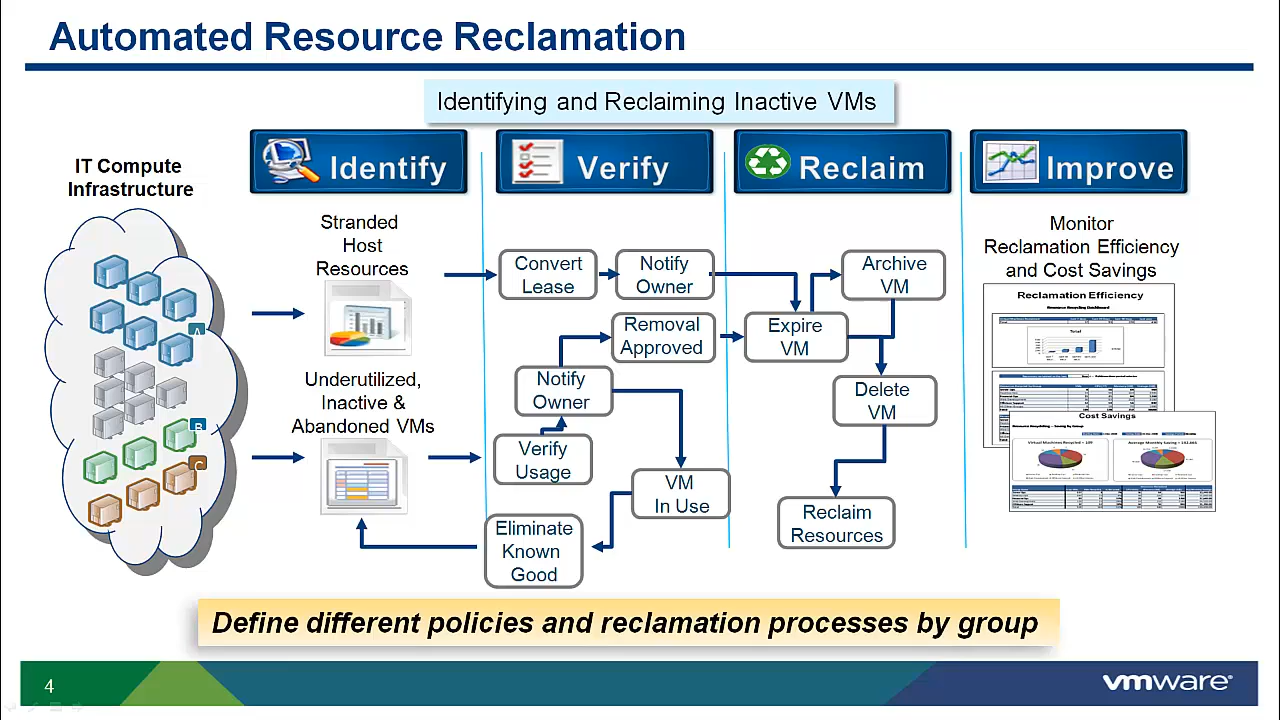 Automated Resource Reclamation
Identifying and Reclaiming Inactive VMs
IT Compute
Infrastructure
A
B
C
Identify
Verify
Reclaim
Improve
Stranded
Host
Resources
Underutilized,
Inactive &
Abandoned VMs
Convert
Lease
Notify
Owner
Removal
Approved
Notify
Owner
Verify
Usage
VM
In Use
Eliminate
Known
Good
Archive
VM
Expire
VM
Delete
VM
Reclaim
Resources
Monitor
Reclamation Efficiency
and Cost Savings
Reclamation Efficiency
Total
Cost Savings
Define different policies and reclamation processes by group
4
vmware®